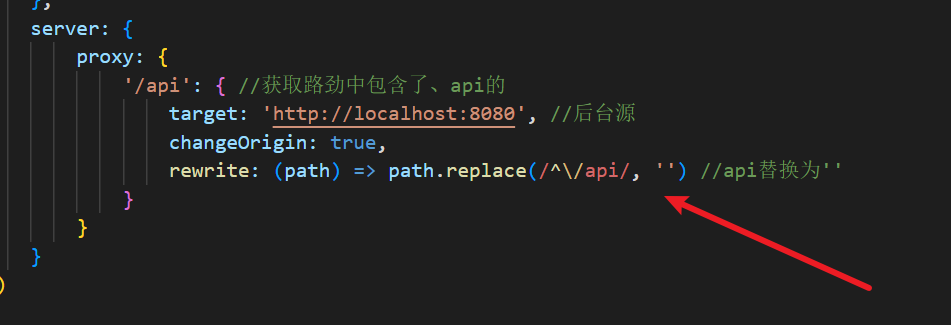 },
server: {
proxy: {
'/api': { //获取路劲中包含了、api的
target: 'http://localhost:8080', //后台源
changeOrigin: true,
rewrite: (path) => path.replace(/^\/api/, '') //api替换为''
}
}
}
)